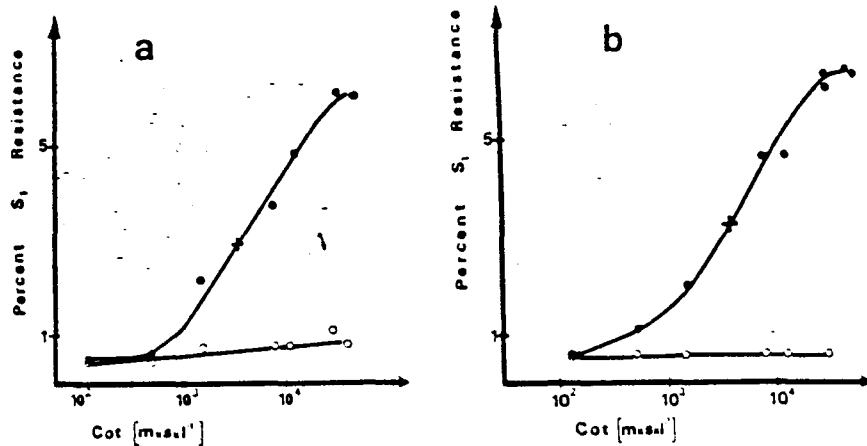 a
Percent S₁ Resistance
5
1
10² 10³ 10⁴
Cot [m.s.l⁻¹]
b
Percent S₁ Resistance
5
1
10² 10³ 10⁴
Cot [m.s.l⁻¹]